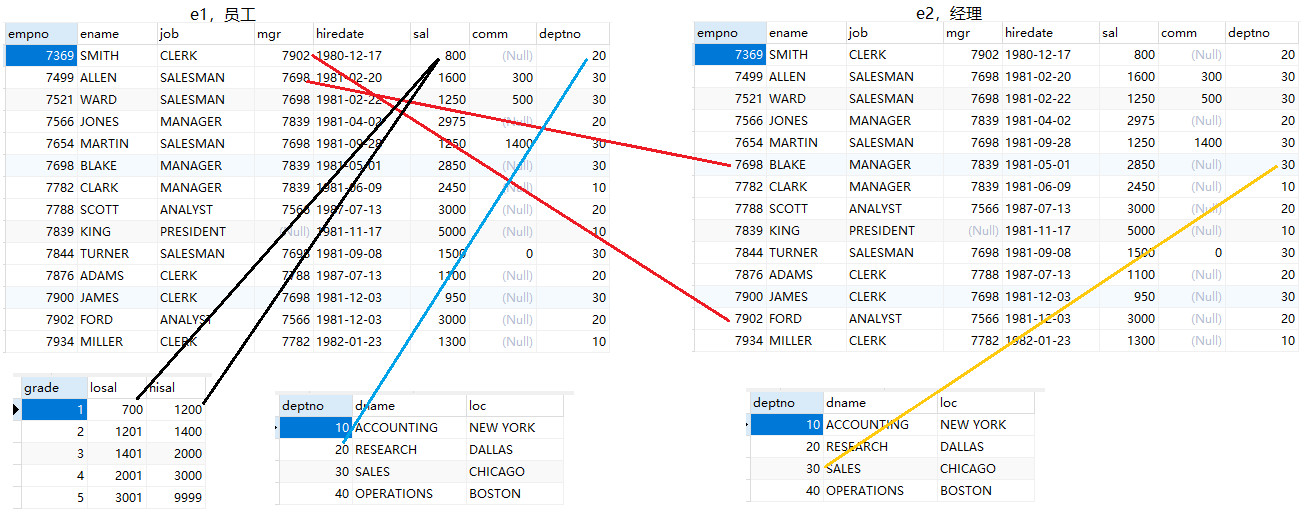 e1，员工
empno ename job mgr hiredate sal comm deptno
7369 SMITH CLERK 7902 1980-12-17 800 (Null) 20
7499 ALLEN SALESMAN 7698 1981-02-20 1600 300 30
7521 WARD SALESMAN 7698 1981-02-22 1250 500 30
7566 JONES MANAGER 7839 1981-04-02 2975 (Null) 20
7654 MARTIN SALESMAN 7698 1981-09-28 1250 1400 30
7698 BLAKE MANAGER 7839 1981-05-01 2850 (Null) 30
7782 CLARK MANAGER 7839 1981-06-09 2450 (Null) 10
7788 SCOTT ANALYST 7566 1987-07-13 3000 (Null) 20
7839 KING PRESIDENT (Null) 1981-11-17 5000 (Null) 10
7844 TURNER SALESMAN 7698 1981-09-08 1500 0 30
7876 ADAMS CLERK 7788 1987-07-13 1100 (Null) 20
7900 JAMES CLERK 7698 1981-12-03 950 (Null) 30
7902 FORD ANALYST 7566 1981-12-03 3000 (Null) 20
7934 MILLER CLERK 7782 1982-01-23 1300 (Null) 10
e2，经理
empno ename job mgr hiredate sal comm deptno
7369 SMITH CLERK 7902 1980-12-17 800 (Null) 20
7499 ALLEN SALESMAN 7698 1981-02-20 1600 300 30
7521 WARD SALESMAN 7698 1981-02-22 1250 500 30
7566 JONES MANAGER 7839 1981-04-02 2975 (Null) 20
7654 MARTIN SALESMAN 7698 1981-09-28 1250 1400 30
7698 BLAKE MANAGER 7839 1981-05-01 2850 (Null) 30
7782 CLARK MANAGER 7839 1981-06-09 2450 (Null) 10
7788 SCOTT ANALYST 7566 1987-07-13 3000 (Null) 20
7839 KING PRESIDENT (Null) 1981-11-17 5000 (Null) 10
7844 TURNER SALESMAN 7698 1981-09-08 1500 0 30
7876 ADAMS CLERK 7788 1987-07-13 1100 (Null) 20
7900 JAMES CLERK 7698 1981-12-03 950 (Null) 30
7902 FORD ANALYST 7566 1981-12-03 3000 (Null) 20
7934 MILLER CLERK 7782 1982-01-23 1300 (Null) 10
grade losal hisal
1 700 1200
2 1201 1400
3 1401 2000
4 2001 3000
5 3001 9999
deptno dname loc
10 ACCOUNTING NEW YORK
20 RESEARCH DALLAS
30 SALES CHICAGO
40 OPERATIONS BOSTON
deptno dname loc
10 ACCOUNTING NEW YORK
20 RESEARCH DALLAS
30 SALES CHICAGO
40 OPERATIONS BOSTON